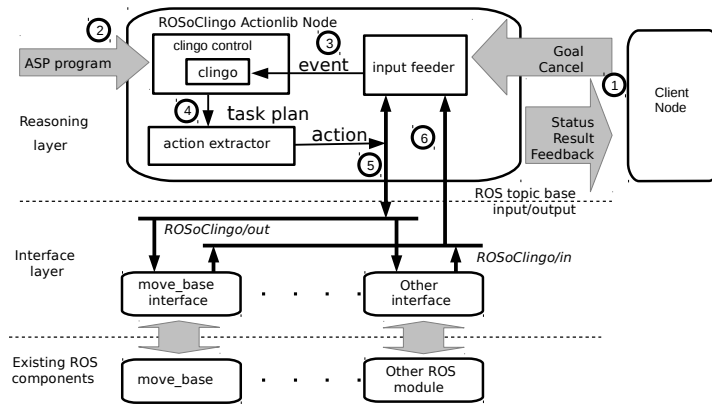 ROSoClingo Actionlib Node
2
clingo control
3
Goal
Cancel
ASP program
clingo
event
input feeder
1
Client
Node
4
task plan
Reasoning
layer
action extractor
action
6
Status
Result
Feedback
5
ROS topic base
input/output
ROSoClingo/out
Interface
layer
ROSoClingo/in
move_base
interface
. . . .
Other
interface
Existing ROS
components
move_base
. . . .
Other ROS
module